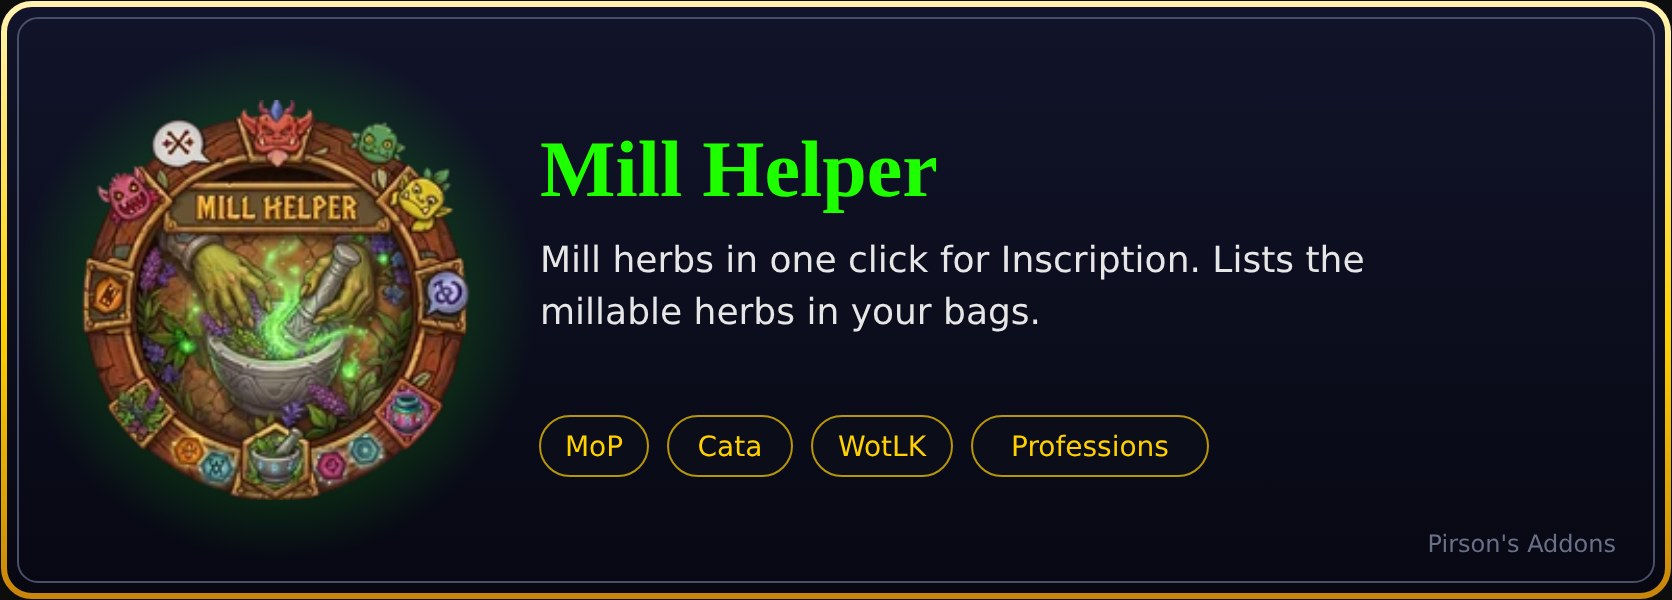 MILL HELPER
Mill Helper
Mill herbs in one click for Inscription. Lists the
millable herbs in your bags.
MoP
Cata
WotLK
Professions
Pirson's Addons